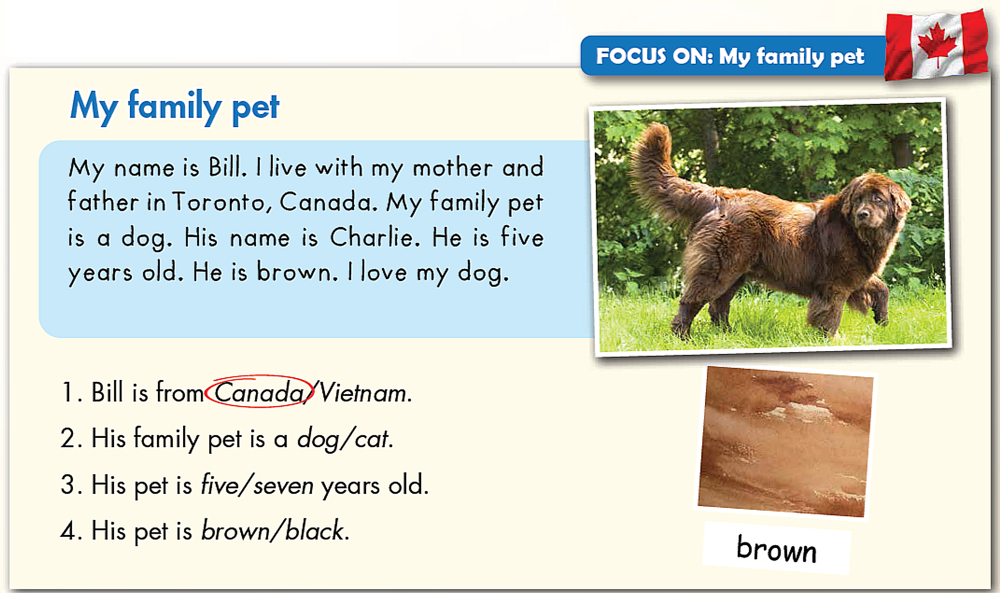 FOCUS ON: My family pet
My family pet
My name is Bill. I live with my mother and
father in Toronto, Canada. My family pet
is a dog. His name is Charlie. He is five
years old. He is brown. I love my dog.
1. Bill is from Canada/Vietnam.
2. His family pet is a dog/cat.
3. His pet is five/seven years old.
4. His pet is brown/black.
brown